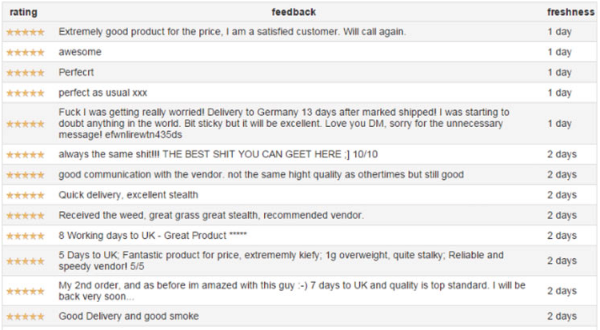 rating feedback freshness
Extremely good product for the price, I am a satisfied customer. Will call again. 1 day
awesome 1 day
Perfecrt 1 day
perfect as usual xxx 1 day
Fuck I was getting really worried! Delivery to Germany 13 days after marked shipped! I was starting to
doubt anything in the world. Bit sticky but it will be excellent. Love you DM, sorry for the unnecessary 1 day
message! efwnlirewtn435ds
always the same shit!!! THE BEST SHIT YOU CAN GEET HERE ;] 10/10 2 days
good communication with the vendor. not the same hight quality as othertimes but still good 2 days
Quick delivery, excellent stealth 2 days
Received the weed, great grass great stealth, recommended vendor. 2 days
8 Working days to UK - Great Product ***** 2 days
5 Days to UK; Fantastic product for price, extrememly kiefy; 1g overweight, quite stalky; Reliable and 2 days
speedy vendor! 5/5
My 2nd order, and as before im amazed with this guy :-) 7 days to UK and quality is top standard. I will be 2 days
back very soon...
Good Delivery and good smoke 2 days